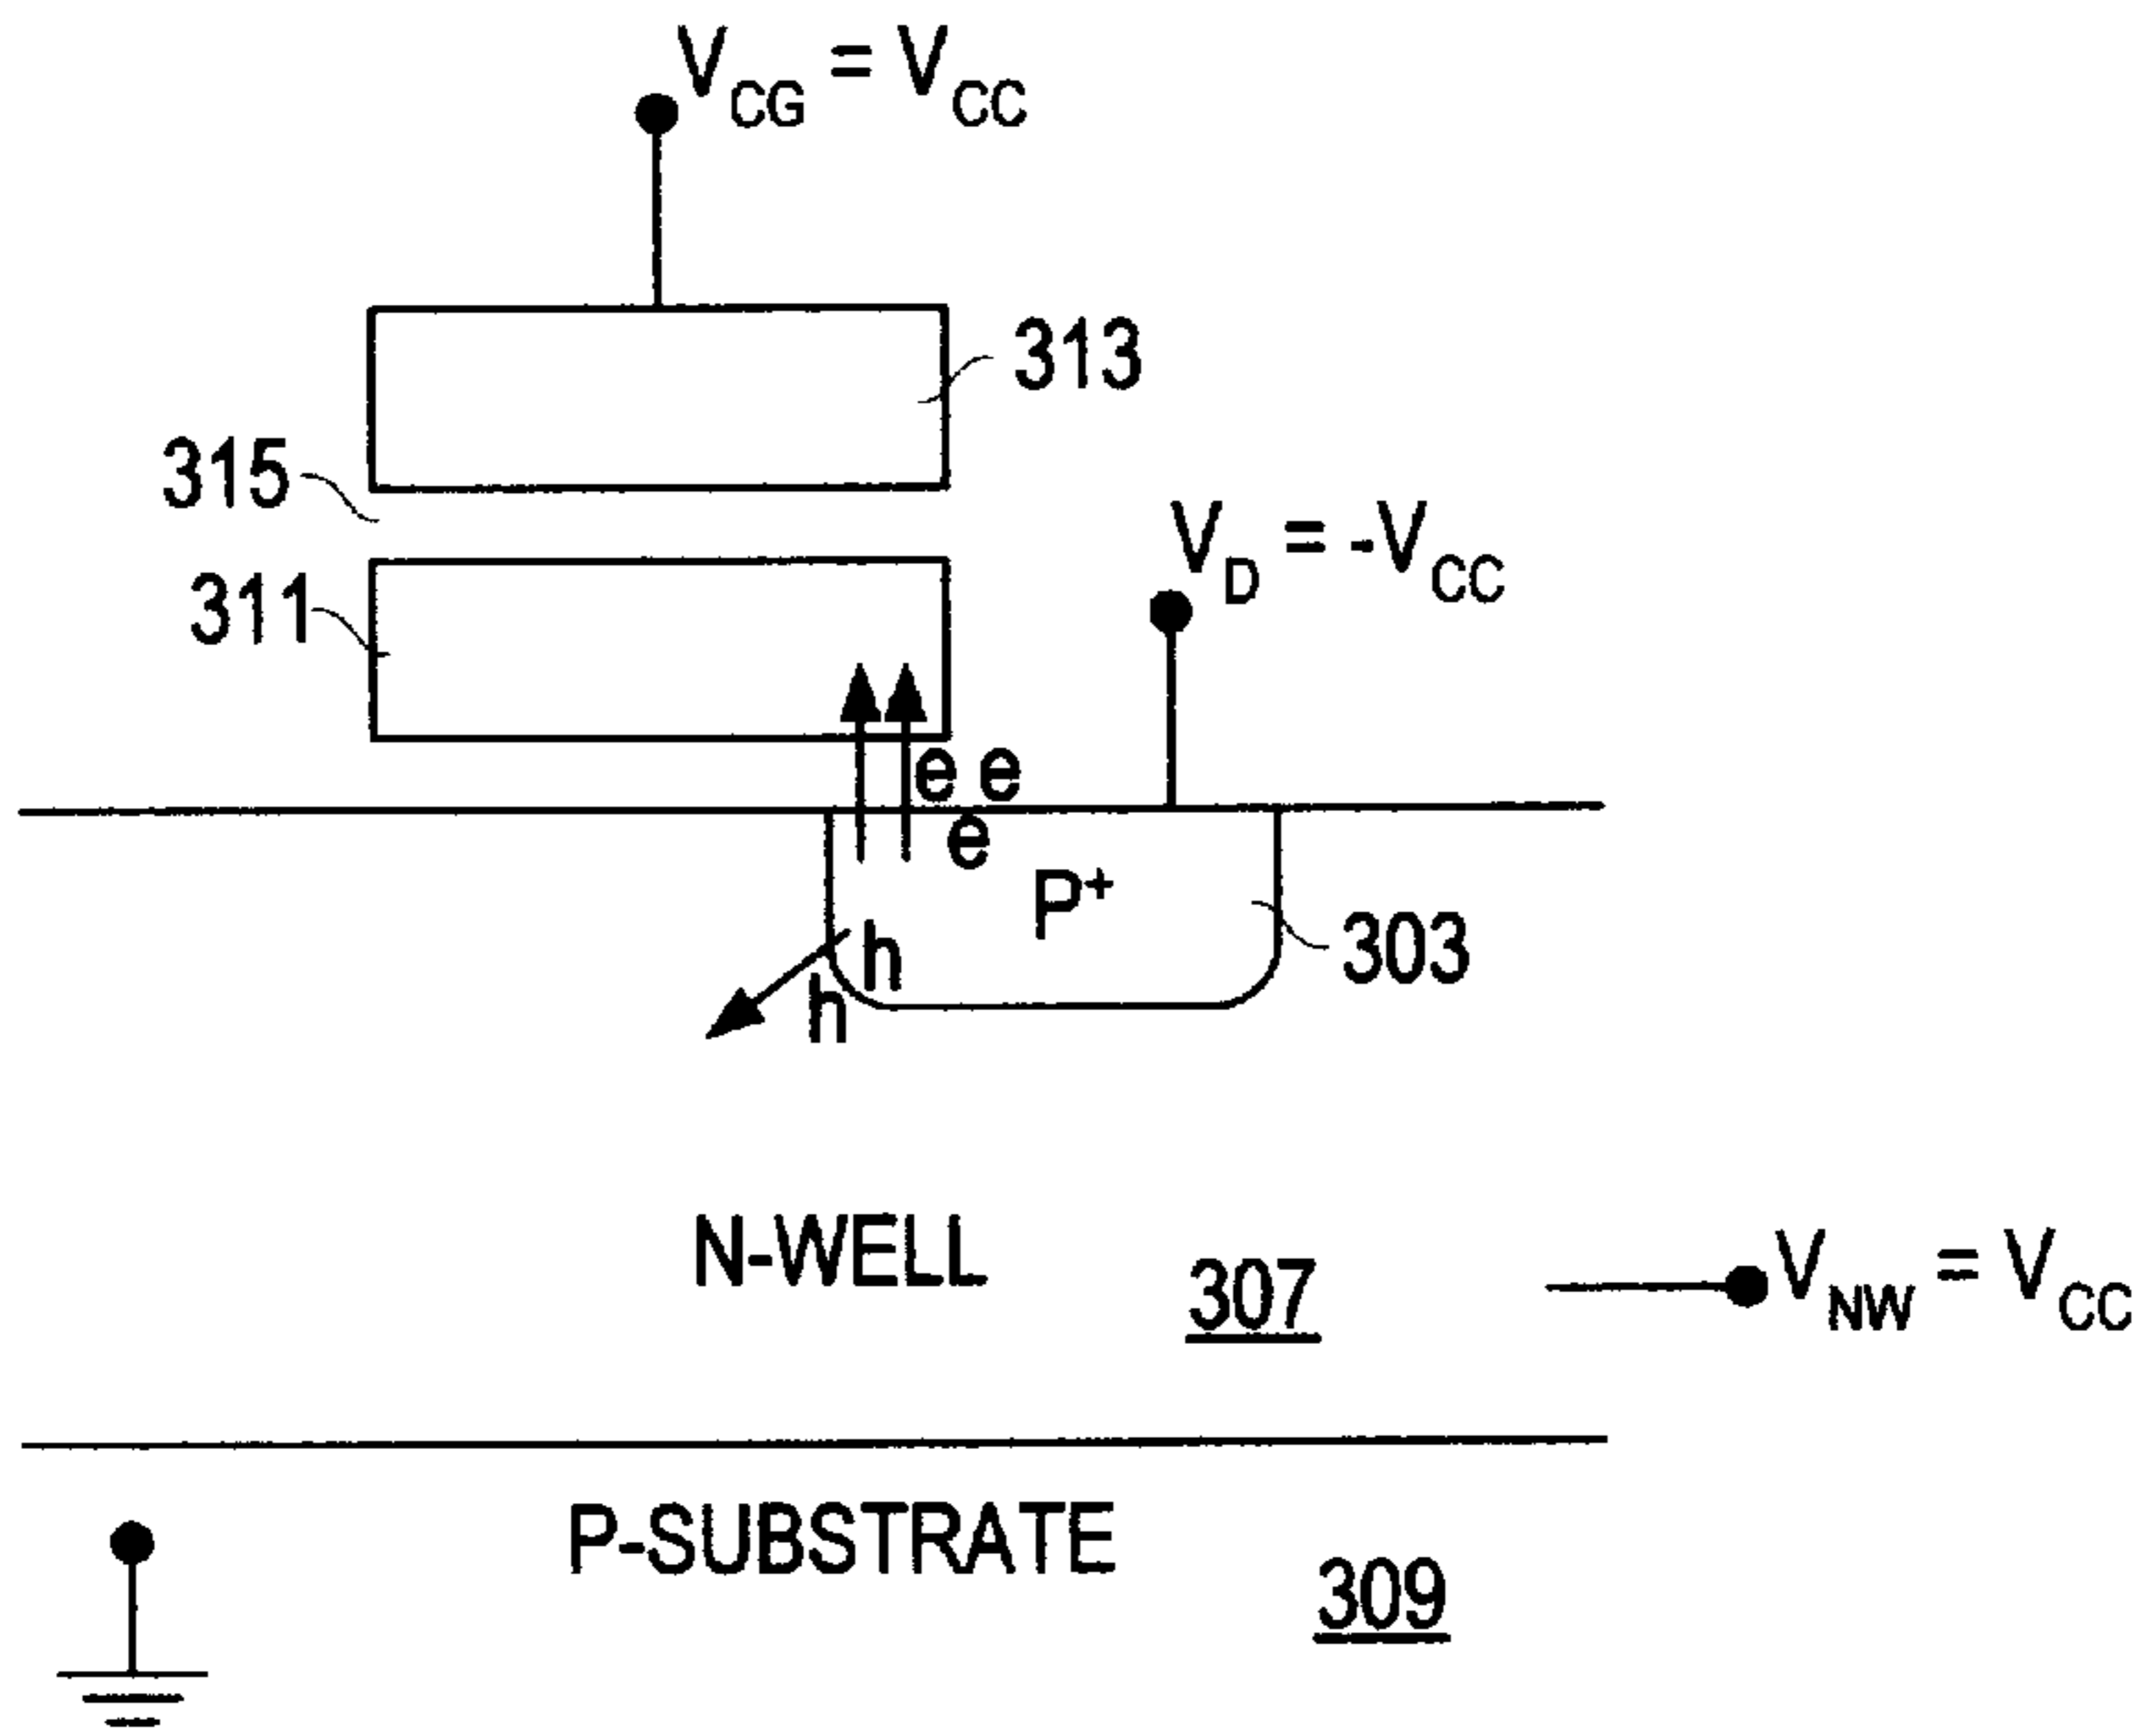 V_CG = V_CC
313
315
V_D = -V_CC
311
e e
e
P+
303
h
h
N-WELL
307
V_NW = V_CC
P-SUBSTRATE
309